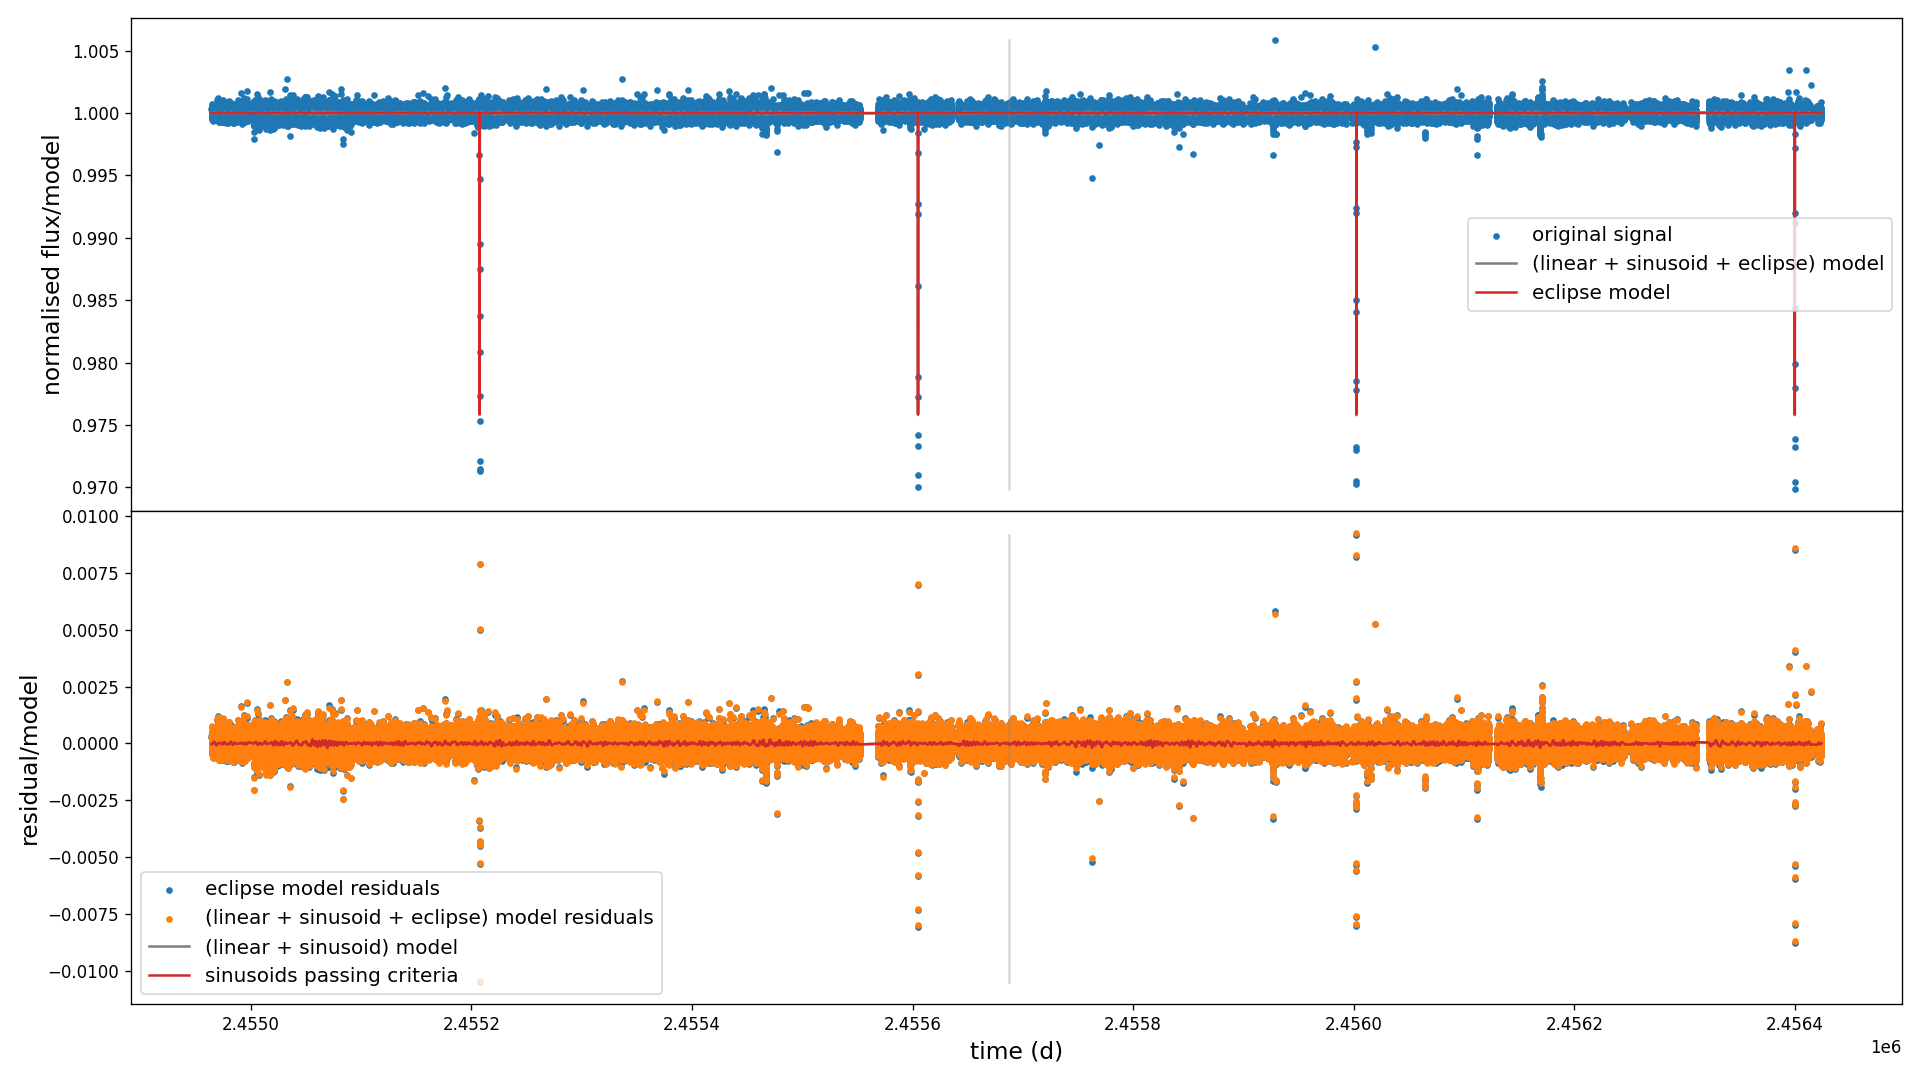 1.005
1.000
0.995
0.990
0.985
0.980
0.975
0.970
normalised flux/model
original signal
(linear + sinusoid + eclipse) model
eclipse model
0.0100
0.0075
0.0050
0.0025
0.0000
−0.0025
−0.0050
−0.0075
−0.0100
residual/model
eclipse model residuals
(linear + sinusoid + eclipse) model residuals
(linear + sinusoid) model
sinusoids passing criteria
2.4550 2.4552 2.4554 2.4556 2.4558 2.4560 2.4562 2.4564
1e6
time (d)